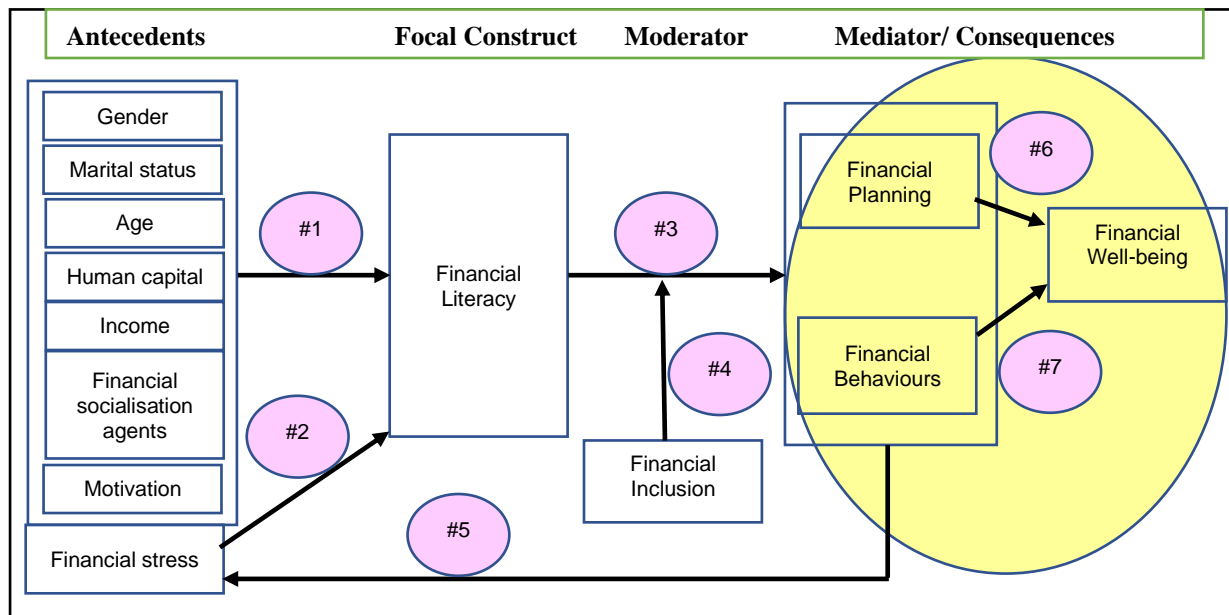 Antecedents Focal Construct Moderator Mediator/ Consequences
Gender
Marital status
Age
Human capital
Income
Financial
socialisation
agents
Motivation
Financial stress
#1
#2
Financial
Literacy
#3
#4
Financial
Inclusion
#5
Financial
Planning
Financial
Behaviours
#6
#7
Financial
Well-being